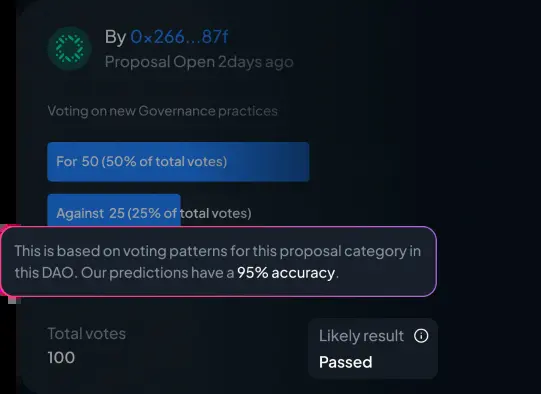 By 0×266...87f
Proposal Open 2days ago
Voting on new Governance practices
For 50 (50% of total votes)
Against 25 (25% of total votes)
This is based on voting patterns for this proposal category in
this DAO. Our predictions have a 95% accuracy.
Total votes
100
Likely result
Passed